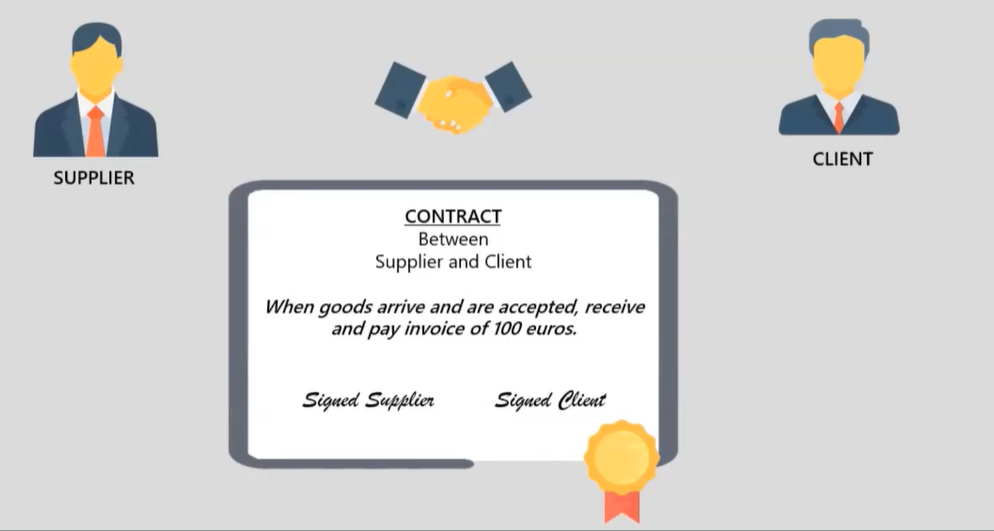 SUPPLIER
CLIENT
CONTRACT
Between
Supplier and Client
When goods arrive and are accepted, receive
and pay invoice of 100 euros.
Signed Supplier
Signed Client